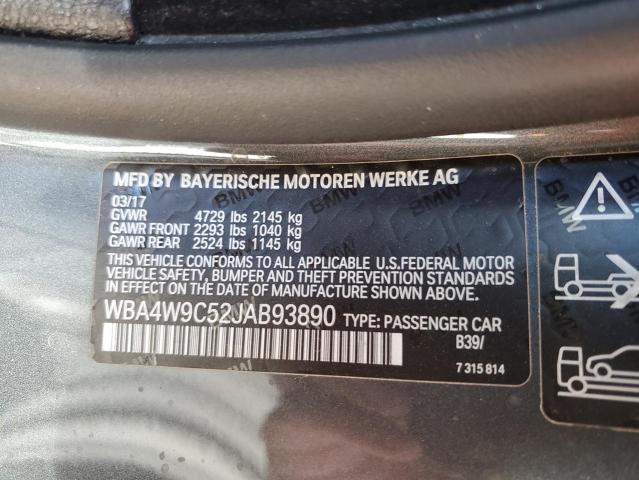 MFD BY BAYERISCHE MOTOREN WERKE AG
03/17
GVWR 4729 lbs 2145 kg
GAWR FRONT 2293 lbs 1040 kg
GAWR REAR 2524 lbs 1145 kg
THIS VEHICLE CONFORMS TO ALL APPLICABLE U.S.FEDERAL MOTOR
VEHICLE SAFETY, BUMPER AND THEFT PREVENTION STANDARDS
IN EFFECT ON THE DATE OF MANUFACTURE SHOWN ABOVE.
WBA4W9C52JAB93890 TYPE: PASSENGER CAR
B39/
7 315 814